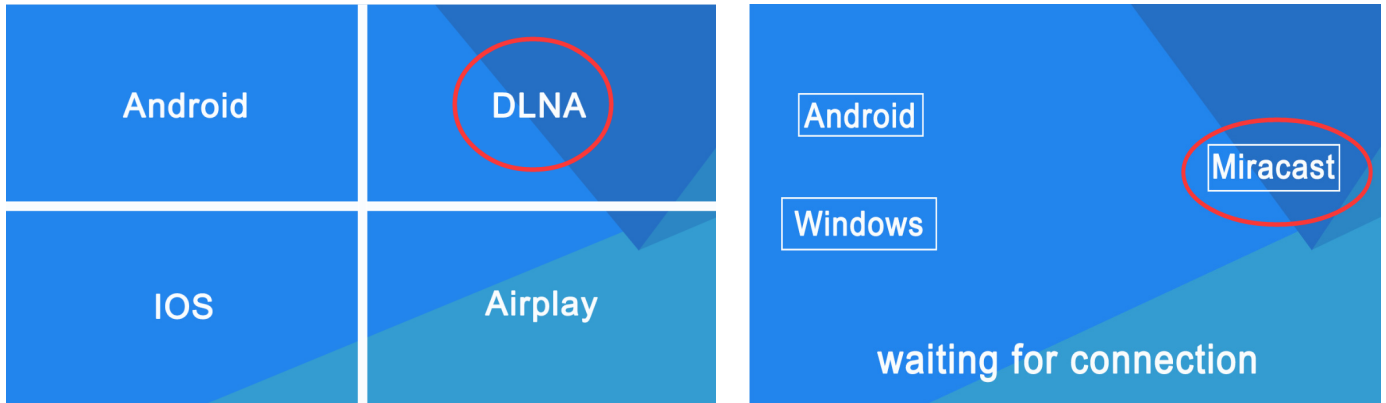 Android
DLNA
IOS
Airplay
Android
Miracast
Windows
waiting for connection